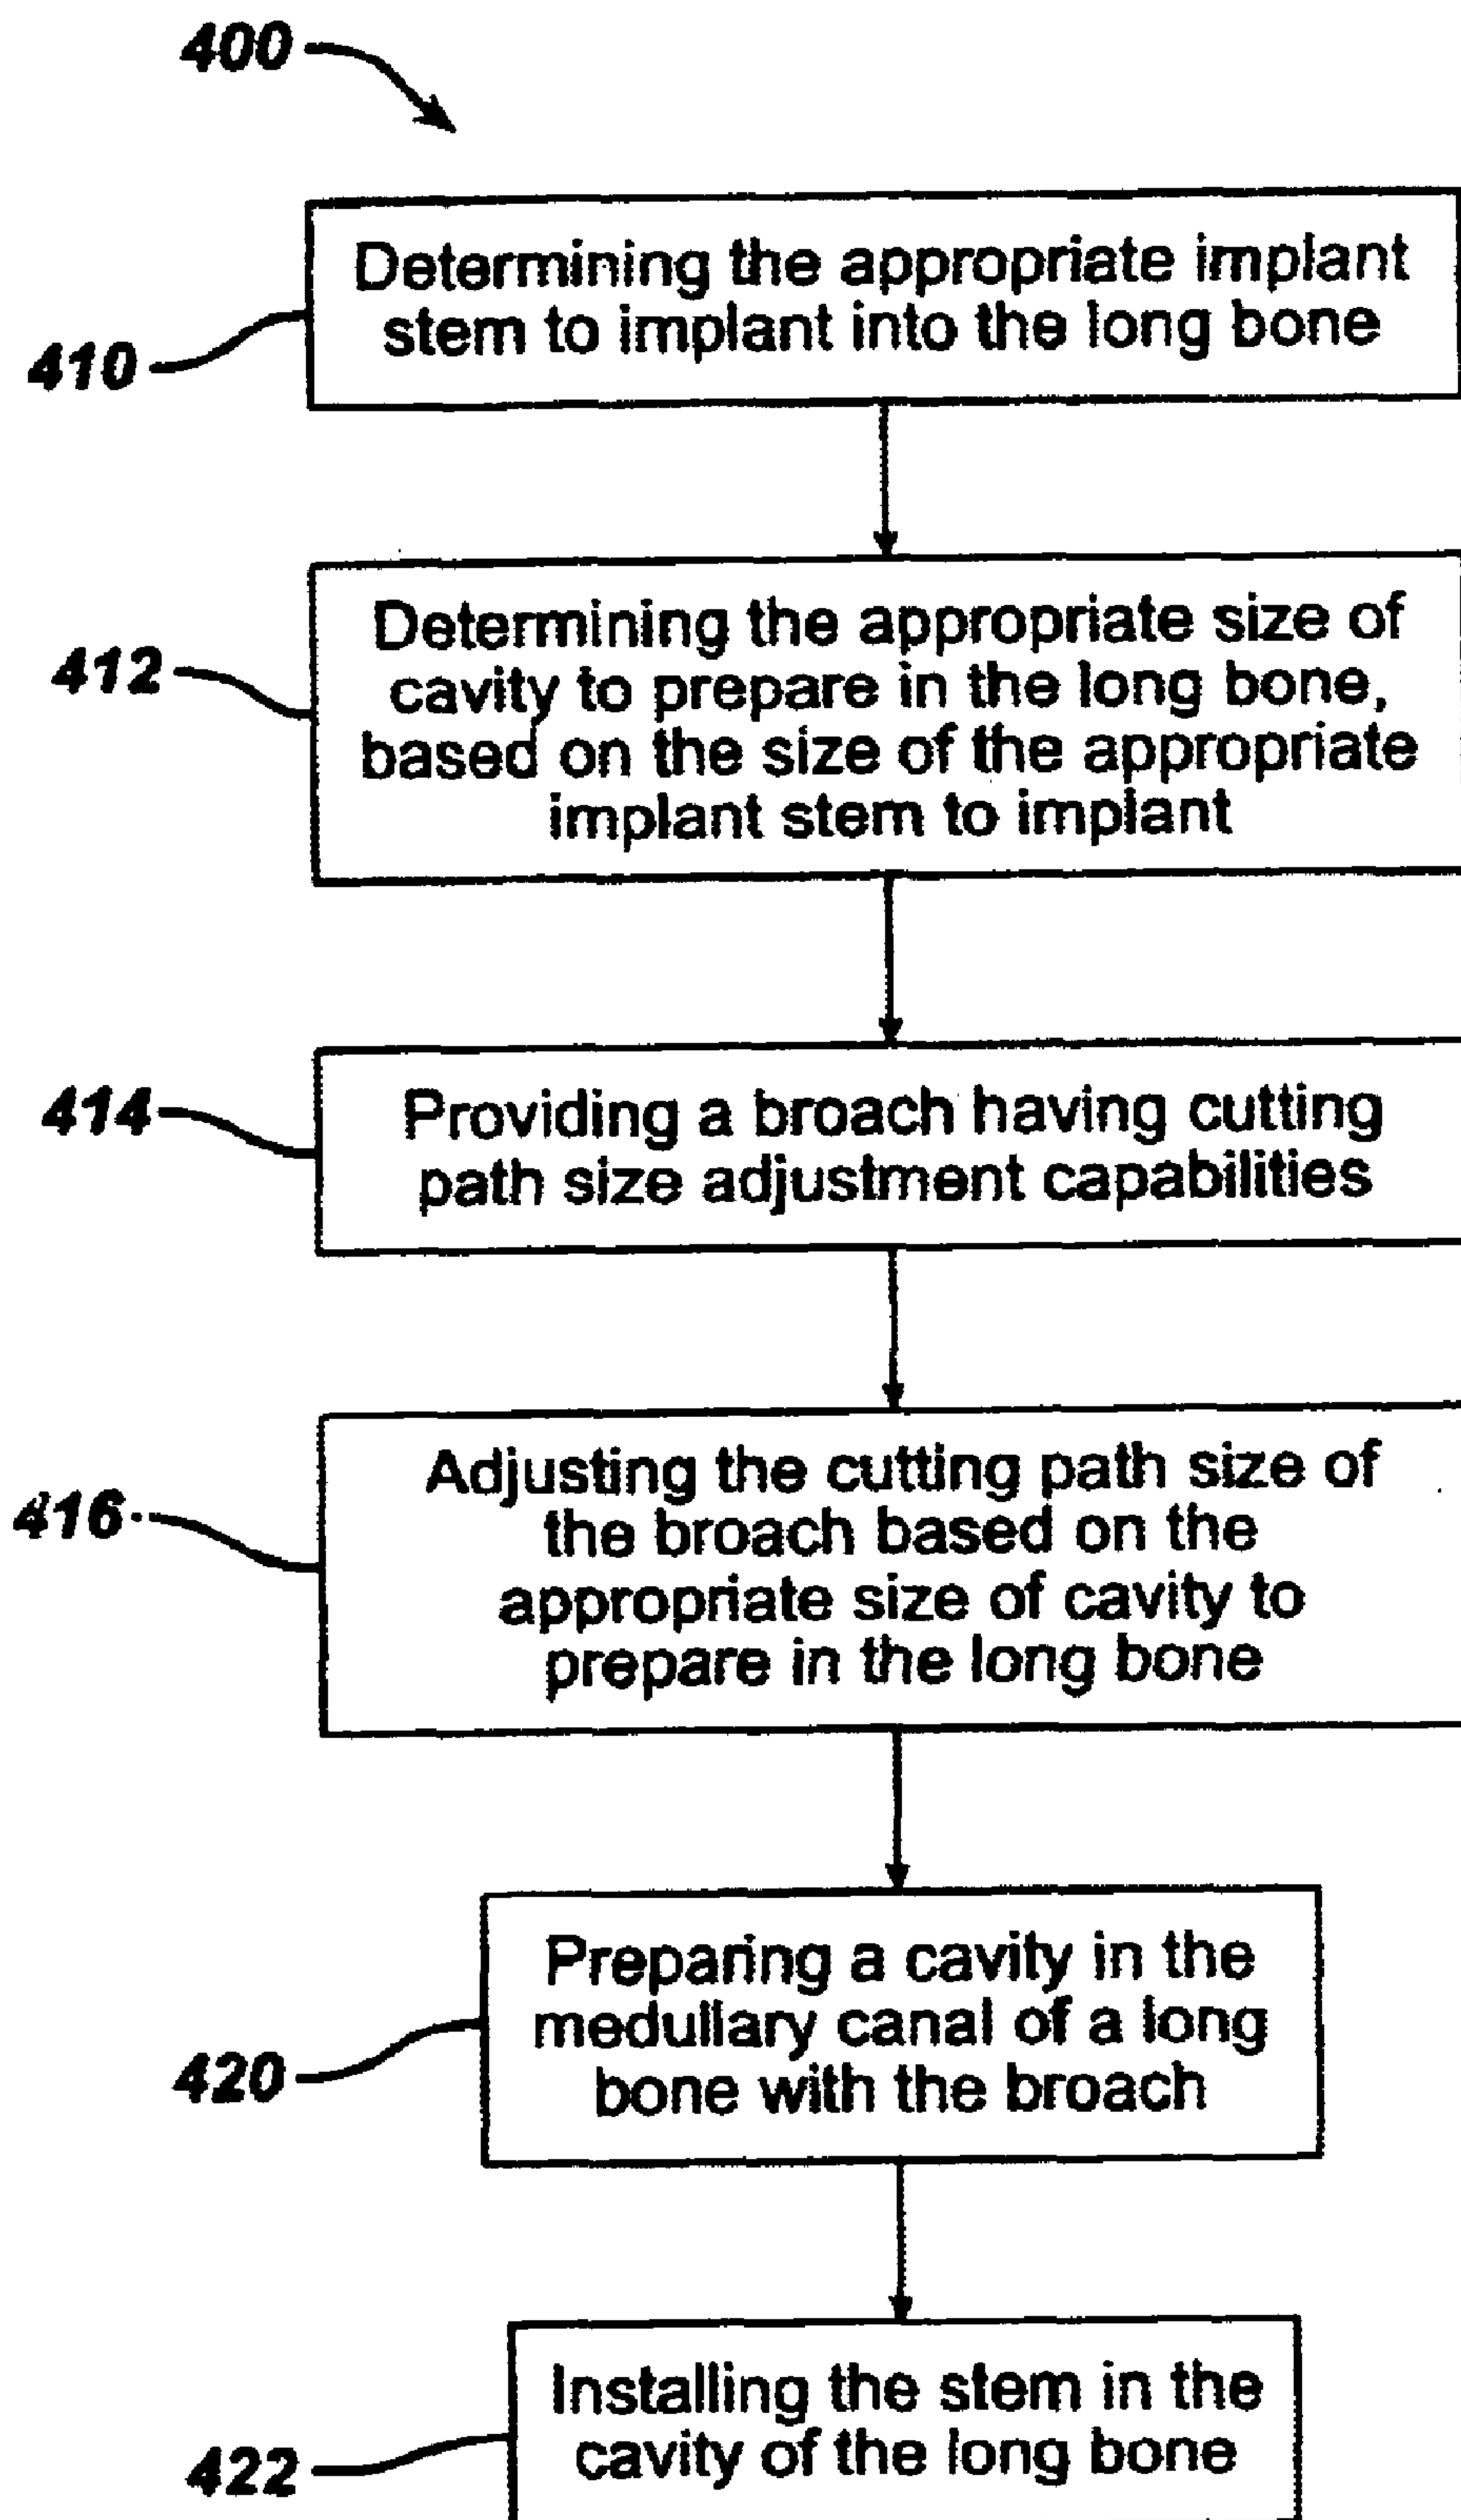 400
Determining the appropriate implant
stem to implant into the long bone
410
Determining the appropriate size of
cavity to prepare in the long bone,
based on the size of the appropriate
implant stem to implant
412
Providing a broach having cutting
path size adjustment capabilities
414
Adjusting the cutting path size of
the broach based on the
appropriate size of cavity to
prepare in the long bone
416
Preparing a cavity in the
medullary canal of a long
bone with the broach
420
Installing the stem in the
cavity of the long bone
422